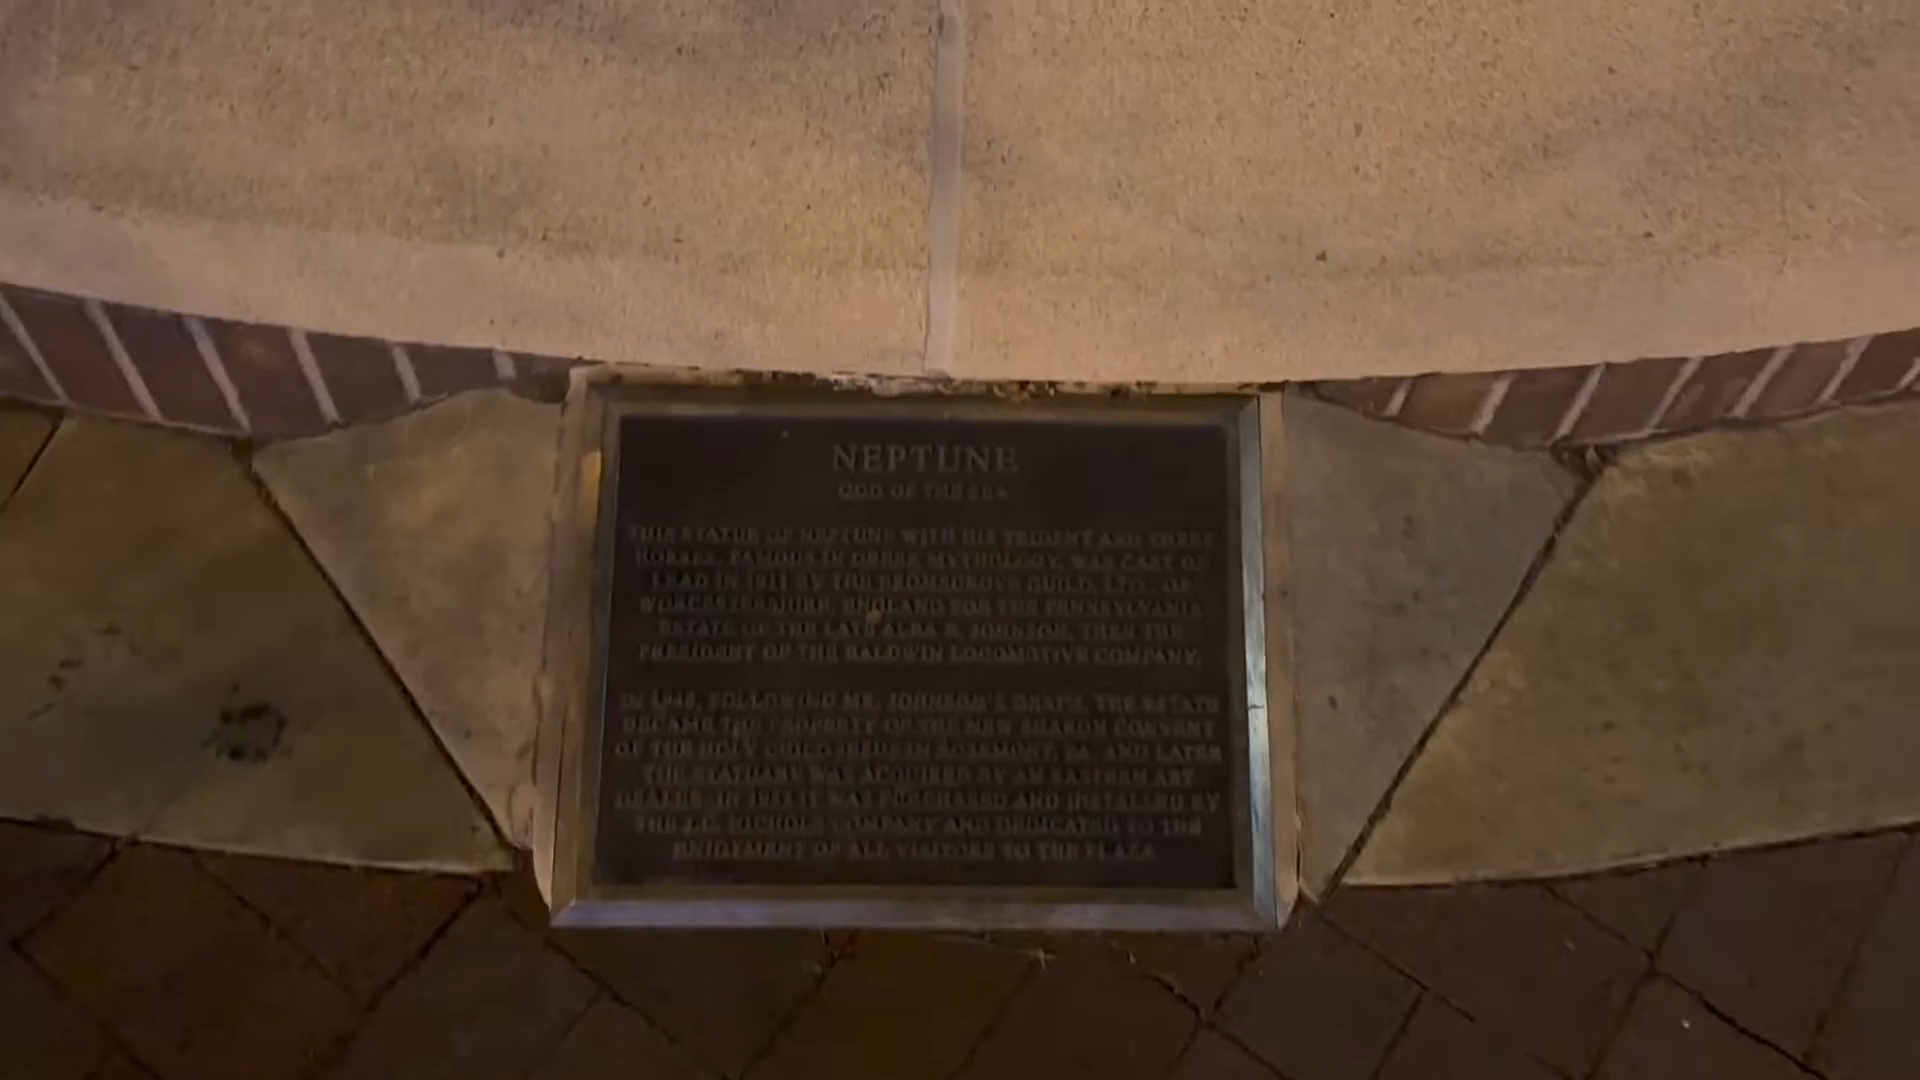 NEPTUNE
GOD OF THE SEA
THIS STATUE OF NEPTUNE WITH HIS TRIDENT AND THREE
HORSES, FAMOUS IN GREEK MYTHOLOGY, WAS CAST OF
LEAD IN 1911 BY THE BROMSGROVE GUILD, LTD., OF
WORCESTERSHIRE, ENGLAND FOR THE PENNSYLVANIA
ESTATE OF THE LATE ALBA B. JOHNSON, THEN THE
PRESIDENT OF THE BALDWIN LOCOMOTIVE COMPANY.
IN FOLLOWING MR. JOHNSON'S DEATH, THE ESTATE
BECAME THE PROPERTY OF THE NEW SHARON CONVENT
OF THE HOLY CHILD JESUS IN ROSEMONT, PA. AND LATER
THE STATUARY WAS ACQUIRED BY AN EASTERN ART
DEALER. IN IT WAS PURCHASED AND INSTALLED BY
THE J.C. NICHOLS COMPANY AND DEDICATED TO THE
ENJOYMENT OF ALL VISITORS TO THE PLAZA.